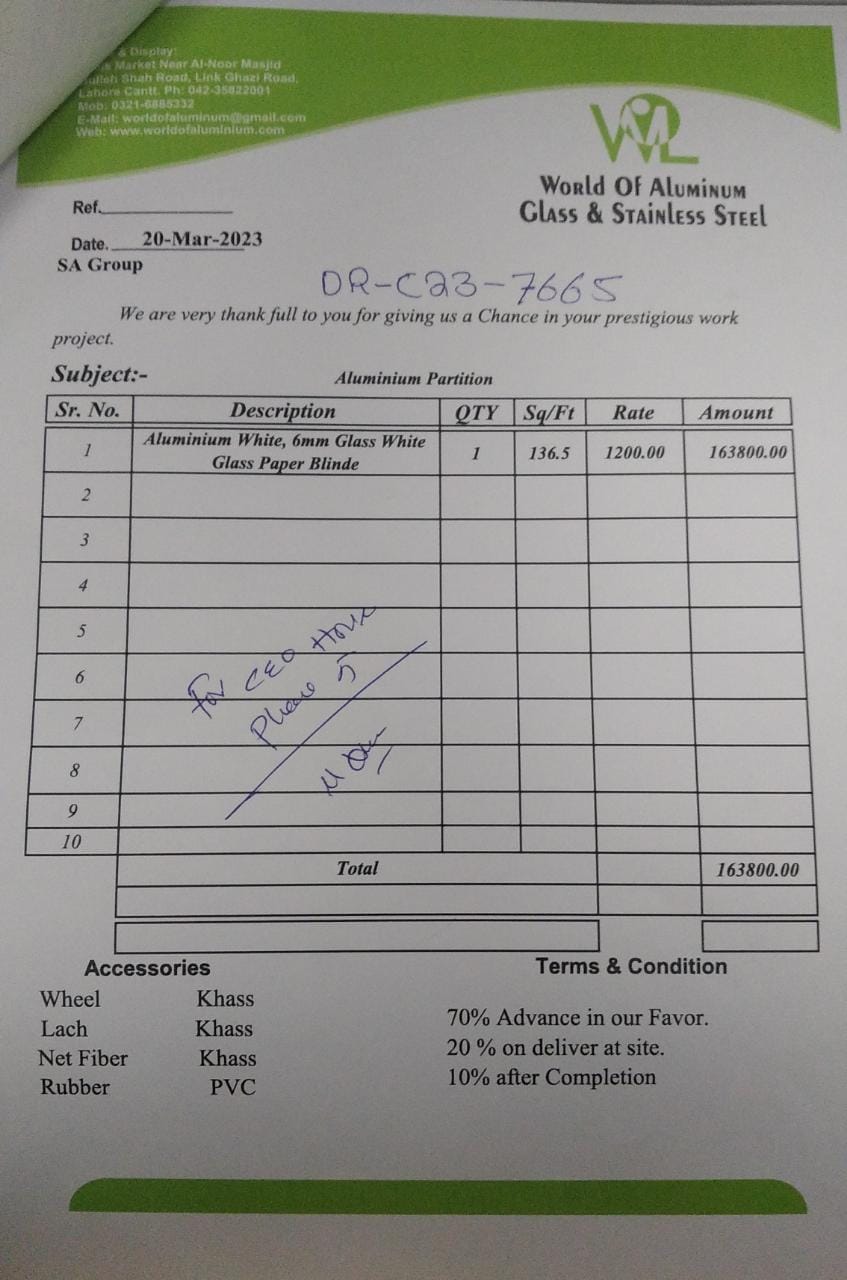 & Display:
Market Near Al-Noor Masjid
Shah Road, Link Ghazi Road,
Lahore Cantt. Ph: 042-35822001
Mob: 0321-6885332
E-Mail: worldofaluminum@gmail.com
Web: www.worldofaluminium.com
World Of Aluminum
Glass & Stainless Steel
Ref.
Date. 20-Mar-2023
SA Group
DR-C23-7665
We are very thank full to you for giving us a Chance in your prestigious work
project.
Subject:- Aluminium Partition
Sr. No. Description QTY Sq/Ft Rate Amount
1 Aluminium White, 6mm Glass White Glass Paper Blinde 1 136.5 1200.00 163800.00
2
3
4
5
6
7
8
9
10
For CEO House
Phase 5
Total 163800.00
Accessories
Wheel Khass
Lach Khass
Net Fiber Khass
Rubber PVC
Terms & Condition
70% Advance in our Favor.
20 % on deliver at site.
10% after Completion